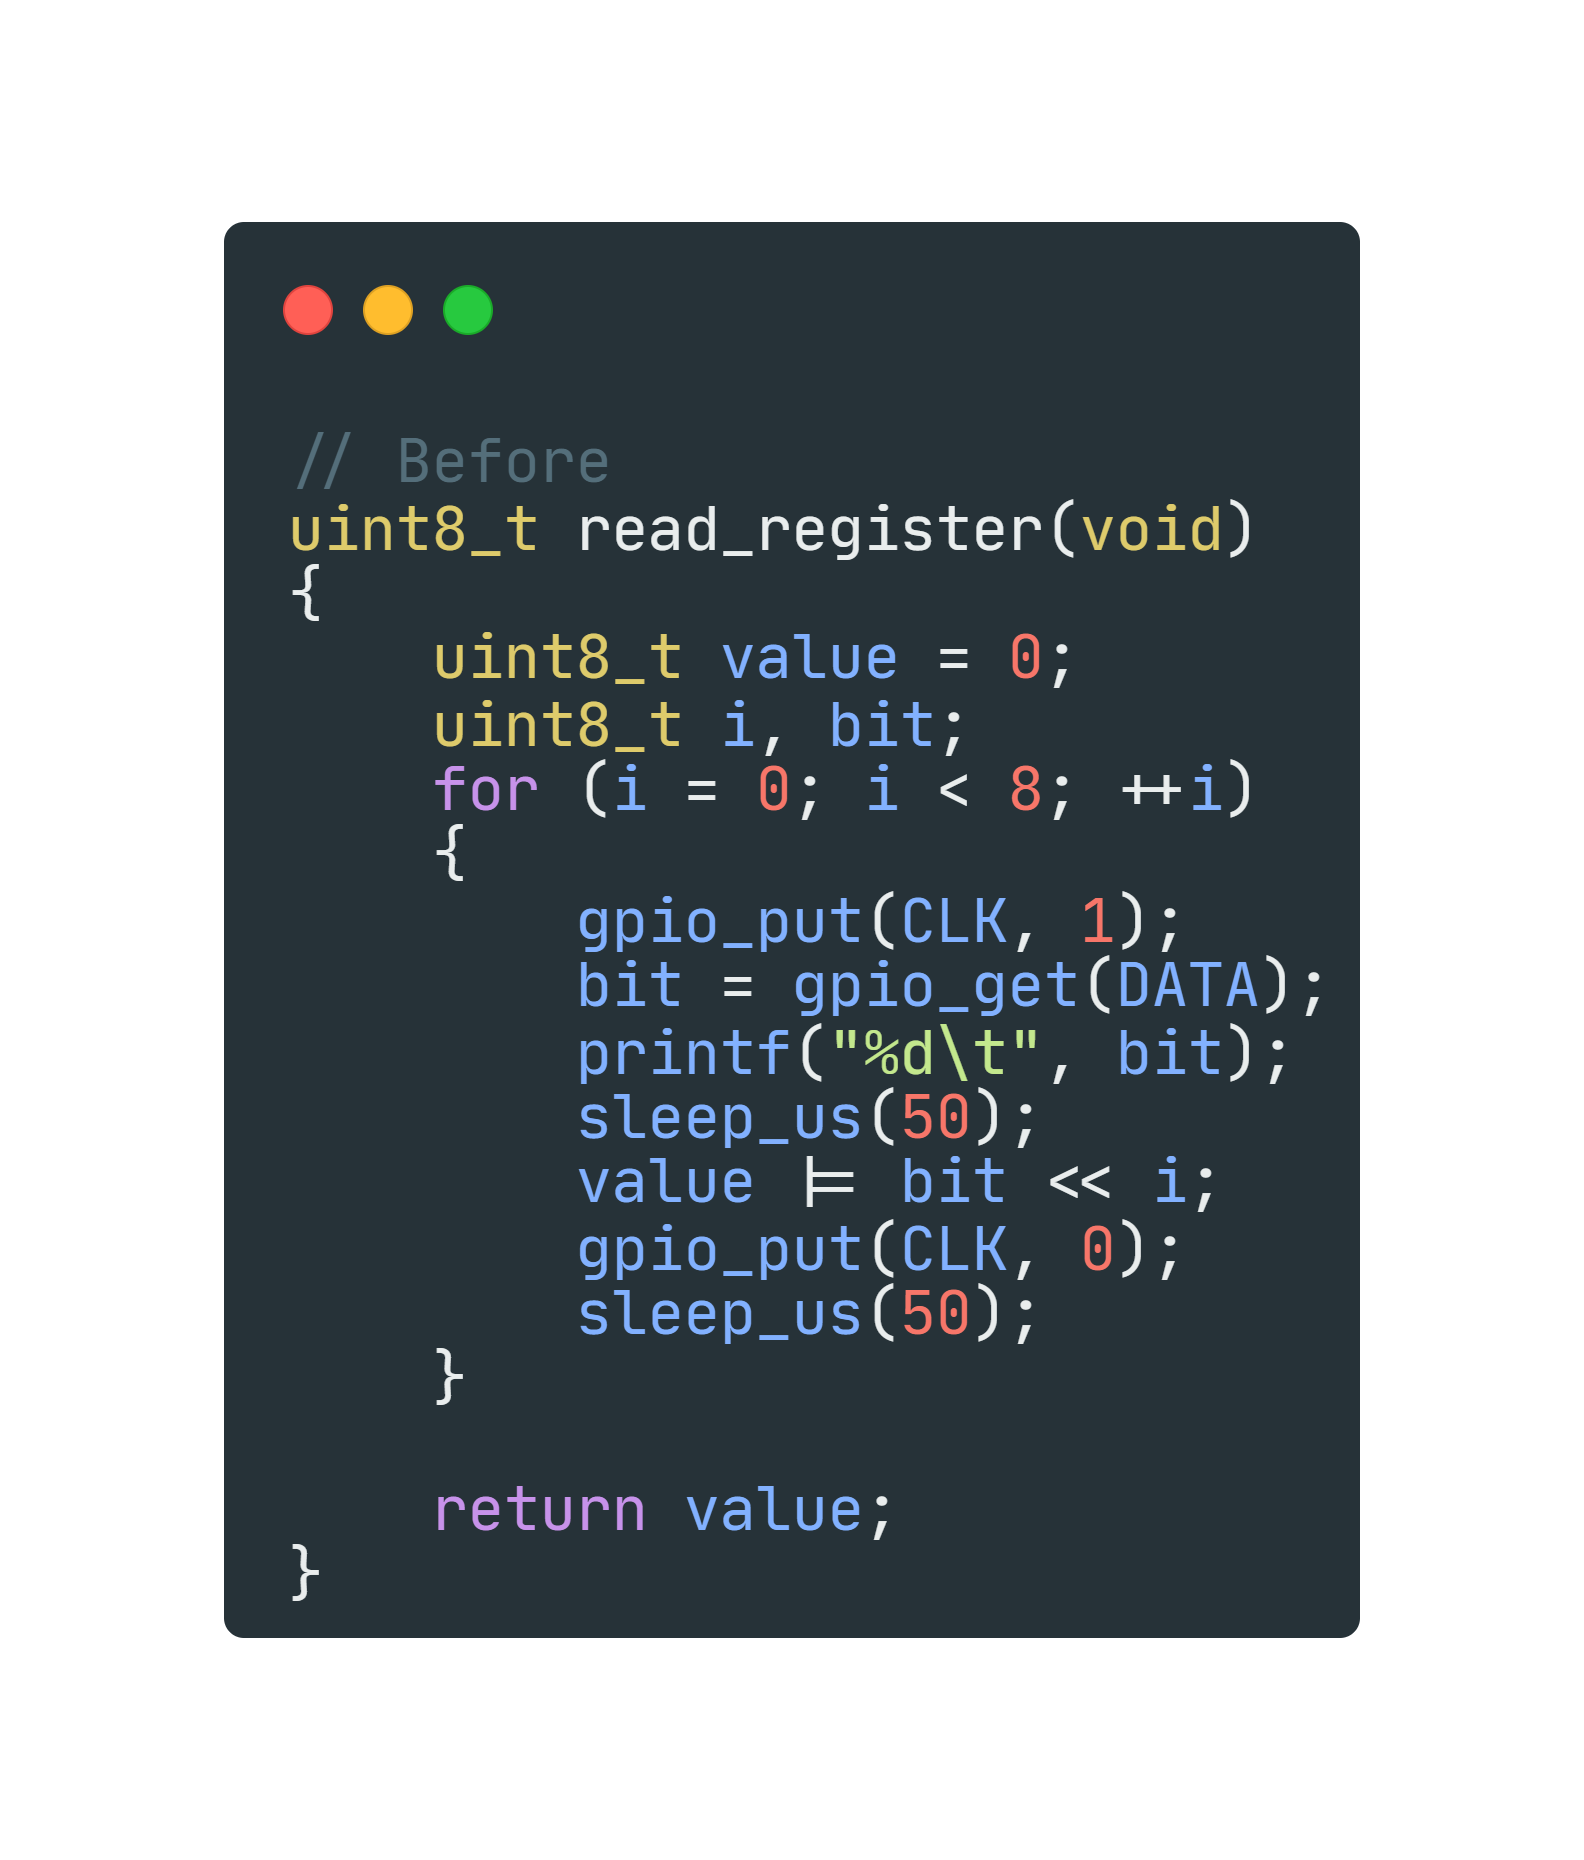 // Before
uint8_t read_register(void)
{
    uint8_t value = 0;
    uint8_t i, bit;
    for (i = 0; i < 8; ++i)
    {
        gpio_put(CLK, 1);
        bit = gpio_get(DATA);
        printf("%d\t", bit);
        sleep_us(50);
        value |= bit << i;
        gpio_put(CLK, 0);
        sleep_us(50);
    }

    return value;
}